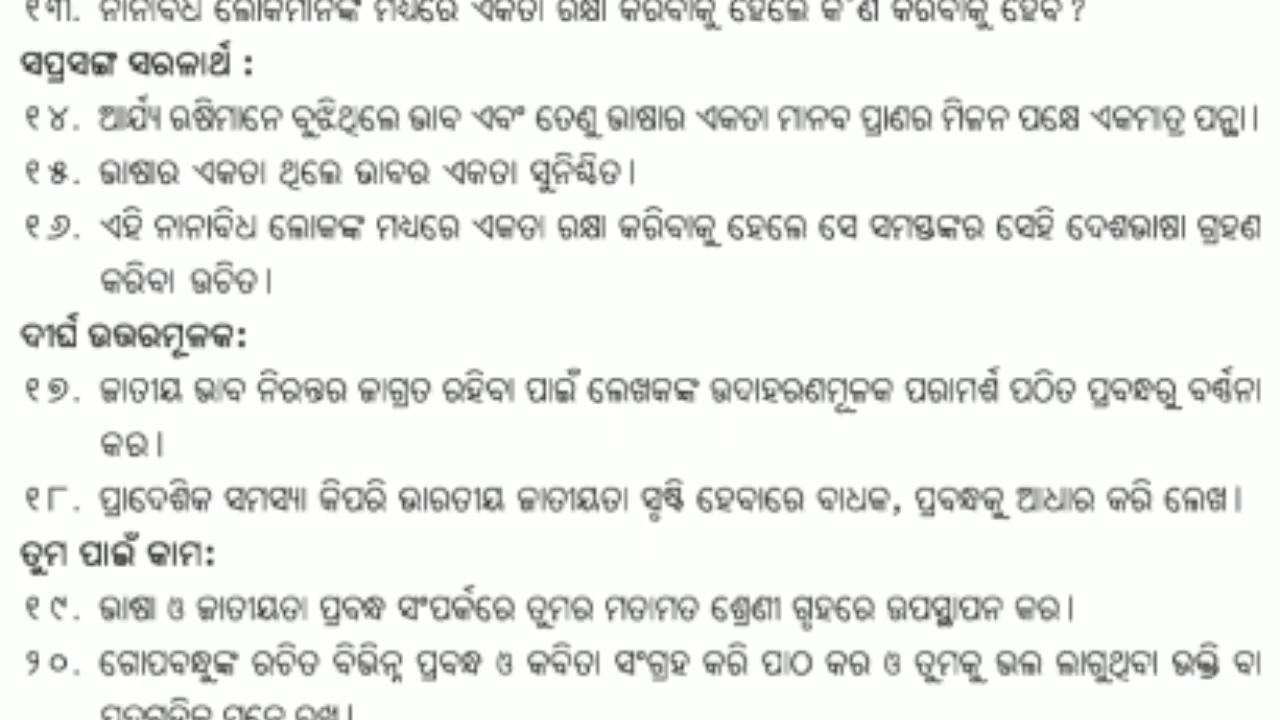 ୧୩. ନାନାବିଧ ଲୋକମାନଙ୍କ ମଧ୍ୟରେ ଏକତା ରକ୍ଷା କରିବାକୁ ହେଲେ କ'ଣ କରିବାକୁ ହେବ ?
ସପ୍ରସଙ୍ଗ ସରଳାର୍ଥ :
୧୪. ଆର୍ଯ୍ୟ ଋଷିମାନେ ବୁଝିଥିଲେ ଭାବ ଏବଂ ତେଣୁ ଭାଷାର ଏକତା ମାନବ ପ୍ରାଣର ମିଳନ ପକ୍ଷେ ଏକମାତ୍ର ପନ୍ଥା।
୧୫. ଭାଷାର ଏକତା ଥିଲେ ଭାବର ଏକତା ସୁନିଶ୍ଚିତ।
୧୬. ଏହି ନାନାବିଧ ଲୋକଙ୍କ ମଧ୍ୟରେ ଏକତା ରକ୍ଷା କରିବାକୁ ହେଲେ ସେ ସମସ୍ତଙ୍କର ସେହି ଦେଶଭାଷା ଗ୍ରହଣ
କରିବା ଉଚିତ।
ଦୀର୍ଘ ଉତ୍ତରମୂଳକ:
୧୭. ଜାତୀୟ ଭାବ ନିରନ୍ତର ଜାଗ୍ରତ ରହିବା ପାଇଁ ଲେଖକଙ୍କ ଉଦାହରଣମୂଳକ ପରାମର୍ଶ ପଠିତ ପ୍ରବନ୍ଧରୁ ବର୍ଣ୍ଣନା
କର।
୧୮. ପ୍ରାଦେଶିକ ସମସ୍ୟା କିପରି ଭାରତୀୟ ଜାତୀୟତା ସୃଷ୍ଟି ହେବାରେ ବାଧକ, ପ୍ରବନ୍ଧକୁ ଆଧାର କରି ଲେଖ।
ତୁମ ପାଇଁ କାମ:
୧୯. ଭାଷା ଓ ଜାତୀୟତା ପ୍ରବନ୍ଧ ସଂପର୍କରେ ତୁମର ମତାମତ ଶ୍ରେଣୀ ଗୃହରେ ଉପସ୍ଥାପନ କର।
୨୦. ଗୋପବନ୍ଧୁଙ୍କ ରଚିତ ବିଭିନ୍ନ ପ୍ରବନ୍ଧ ଓ କବିତା ସଂଗ୍ରହ କରି ପାଠ କର ଓ ତୁମକୁ ଭଲ ଲାଗୁଥିବା ଉକ୍ତି ବା
ମନେ ରଖ।